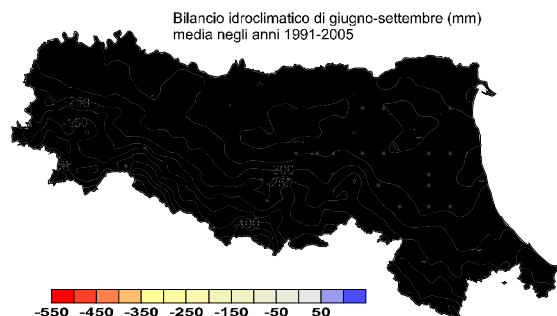 Bilancio idroclimatico di giugno-settembre (mm)
media negli anni 1991-2005
-550 -450 -350 -250 -150 -50 50